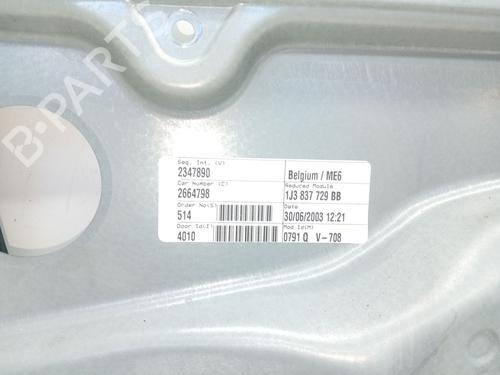 B-PARTS
Seq. Int. (V)
2347890
Car Number (C)
2664798
Order No(S)
514
Door Id(I)
4010
Belgium / ME6
Reduced Module
1J3 837 729 BB
Date
30/06/2003 12:21
Mod Id(M)
0791 Q V-708